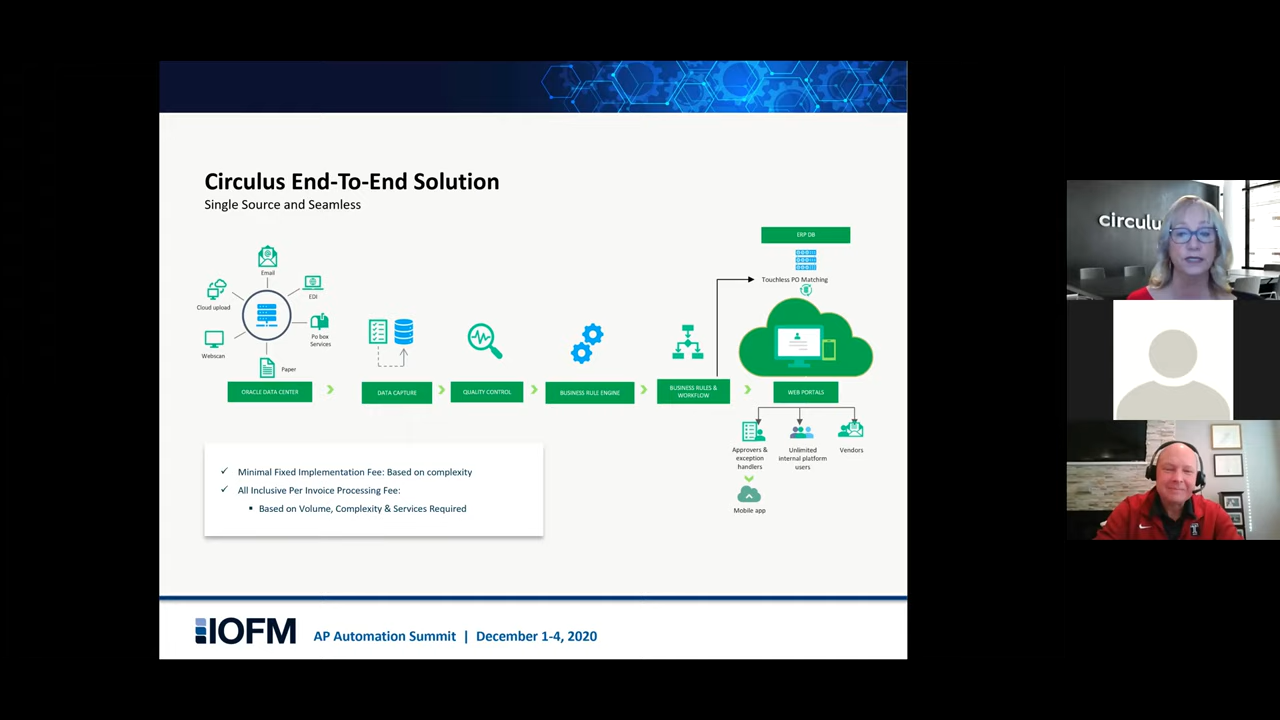 Circulus End-To-End Solution
Single Source and Seamless
ERP DB
Touchless PO Matching
Email
Cloud upload
EDI
Po box
Services
Webscan
Paper
ORACLE DATA CENTER
DATA CAPTURE
QUALITY CONTROL
BUSINESS RULE ENGINE
BUSINESS RULES &
WORKFLOW
WEB PORTALS
Approvers &
exception
handlers
Unlimited
internal platform
users
Vendors
Mobile app
✓ Minimal Fixed Implementation Fee: Based on complexity
✓ All Inclusive Per Invoice Processing Fee:
▪ Based on Volume, Complexity & Services Required
IOFM
AP Automation Summit | December 1-4, 2020
circulu